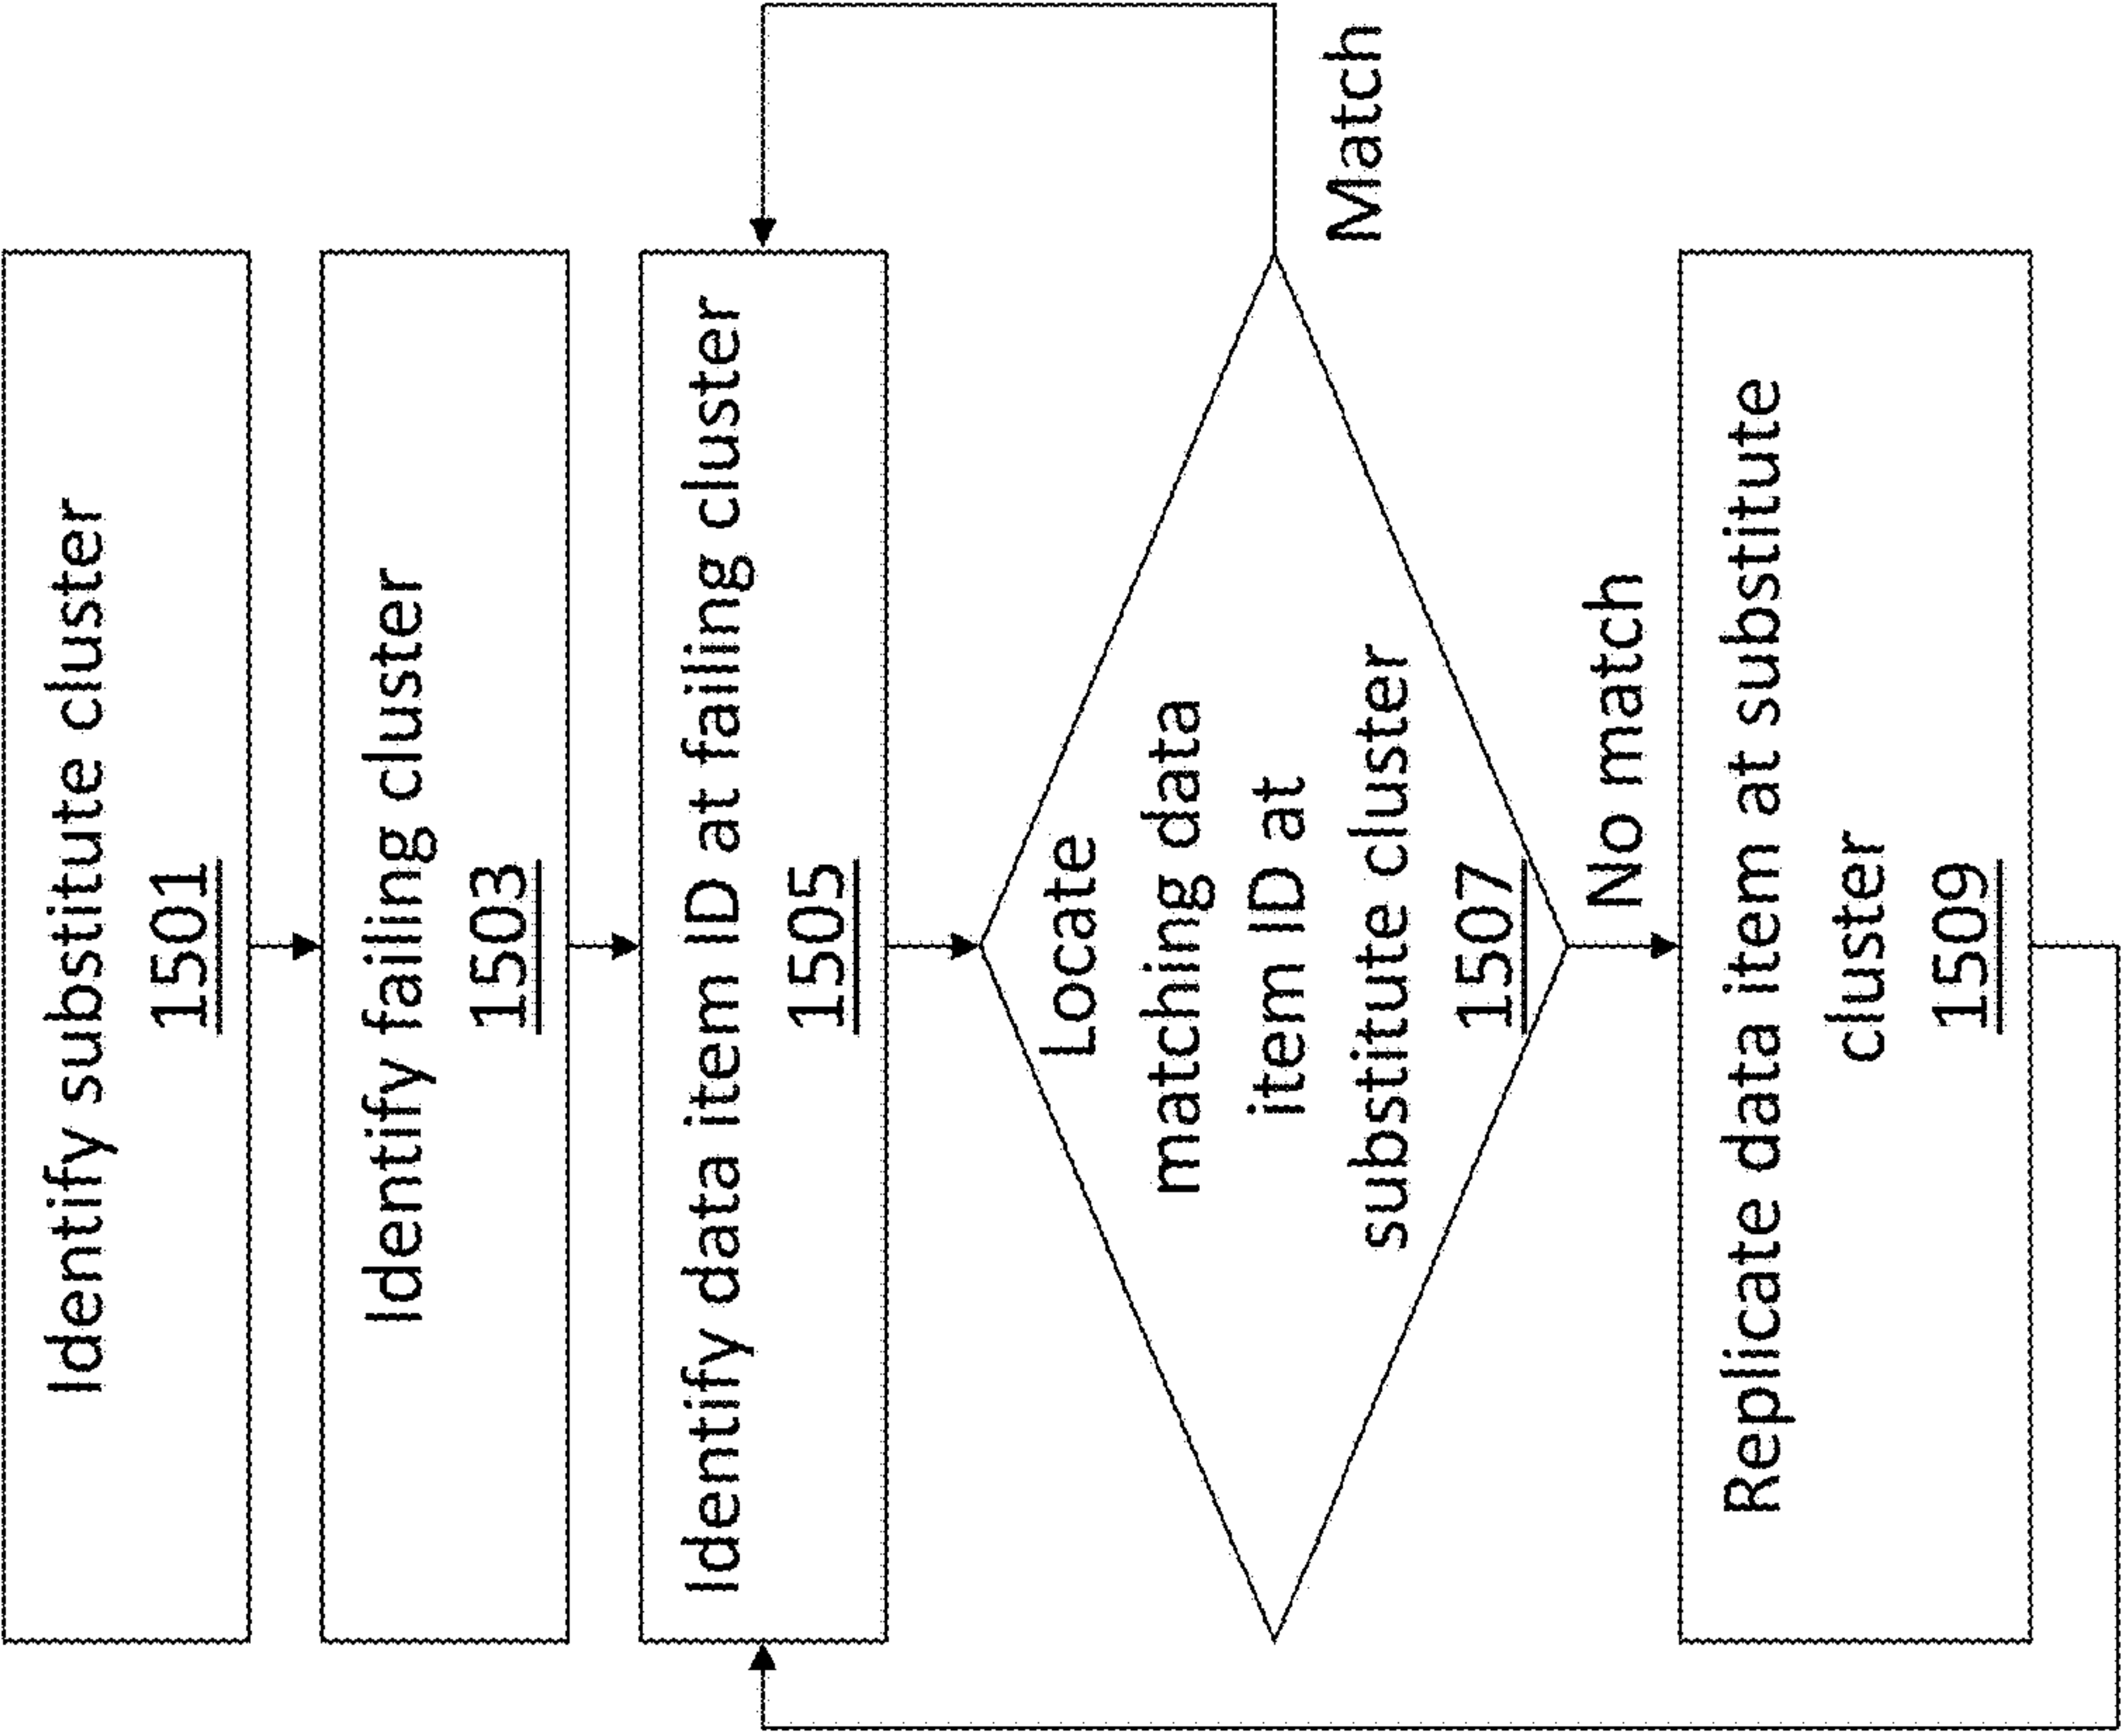 Identify substitute cluster
1501
Identify failing cluster
1503
Identify data item ID at failing cluster
1505
Locate
matching data
item ID at
substitute cluster
1507
Match
No match
Replicate data item at substitute
cluster
1509